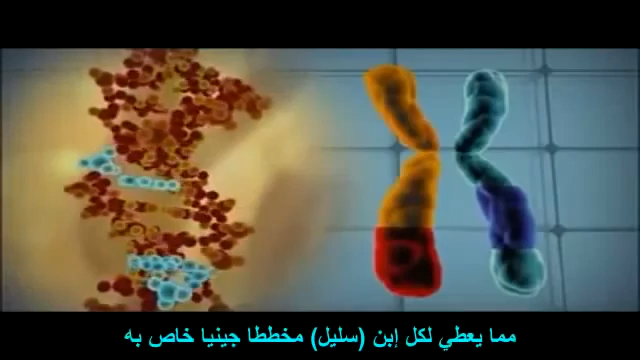 مما يعطي لكل إبن (سليل) مخططا جينيا خاص به